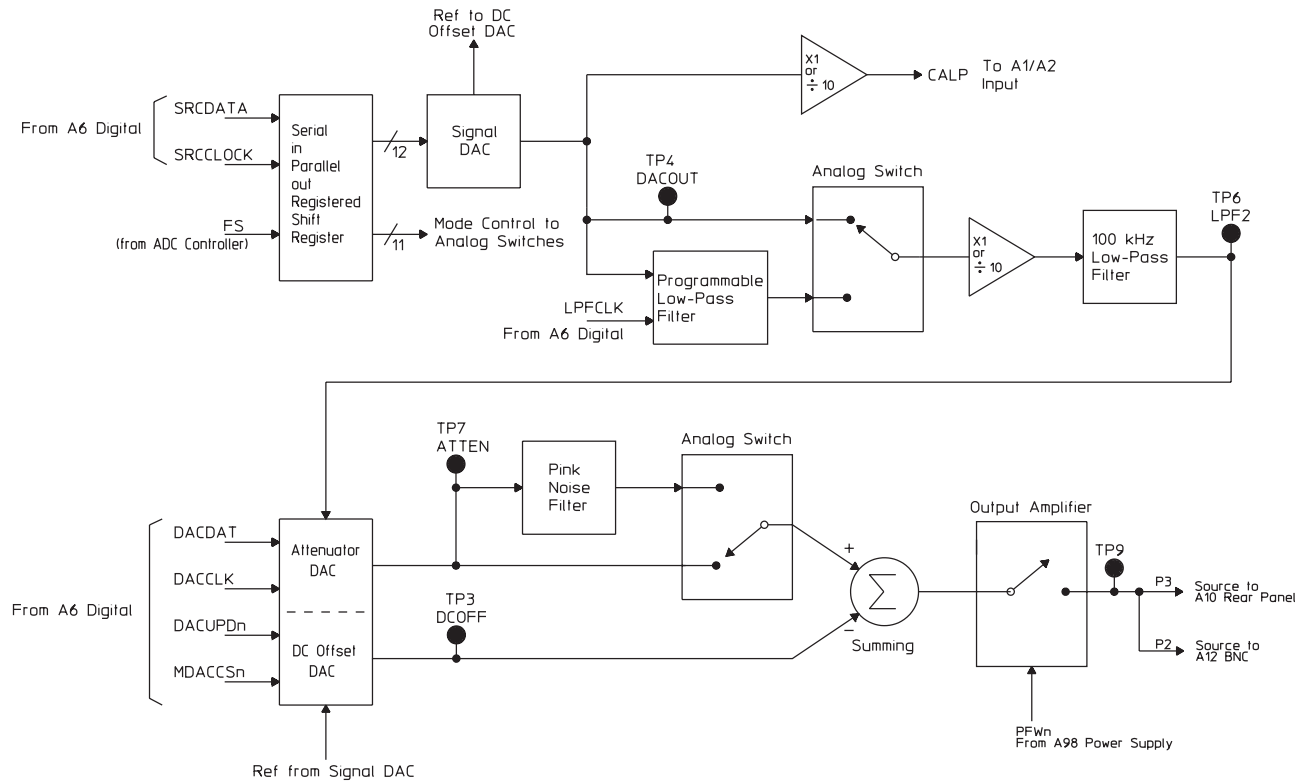 Ref to DC
Offset DAC
X1
or
÷ 10
CALP
To A1/A2
Input
From A6 Digital
SRCDATA
SRCCLOCK
FS
(from ADC Controller)
Serial
in
Parallel
out
Registered
Shift
Register
12
11
Signal
DAC
Mode Control to
Analog Switches
TP4
DACOUT
Analog Switch
Programmable
Low-Pass
Filter
LPFCLK
From A6 Digital
X1
or
÷ 10
100 kHz
Low-Pass
Filter
TP6
LPF2
TP7
ATTEN
Pink
Noise
Filter
Analog Switch
From A6 Digital
DACDAT
DACCLK
DACUPDn
MDACCSn
Attenuator
DAC
DC Offset
DAC
TP3
DCOFF
+
−
Σ
Summing
Output Amplifier
TP9
P3
Source to
A10 Rear Panel
P2
Source to
A12 BNC
PFWn
From A98 Power Supply
Ref from Signal DAC